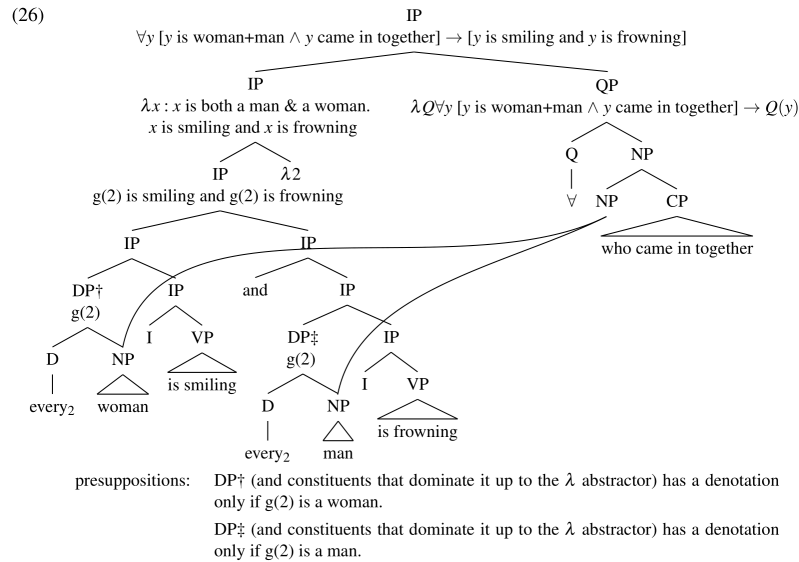 (26)
IP
∀y [y is woman+man ∧ y came in together] → [y is smiling and y is frowning]
IP QP
λx : x is both a man & a woman. λQ∀y [y is woman+man ∧ y came in together] → Q(y)
x is smiling and x is frowning
Q NP
IP λ2
g(2) is smiling and g(2) is frowning
∀ NP CP
IP IP who came in together
DP† IP and IP
g(2)
D NP I VP DP‡ IP
g(2)
every₂ woman is smiling
D NP I VP
every₂ man is frowning
presuppositions: DP† (and constituents that dominate it up to the λ abstractor) has a denotation
only if g(2) is a woman.
DP‡ (and constituents that dominate it up to the λ abstractor) has a denotation
only if g(2) is a man.